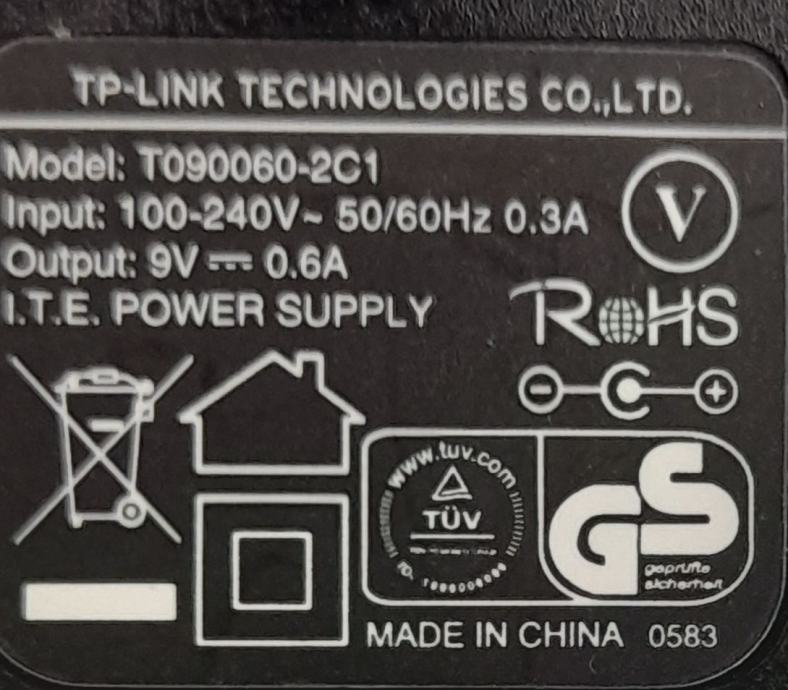 TP-LINK TECHNOLOGIES CO.,LTD.
Model: T090060-2C1
Input: 100-240V~ 50/60Hz 0.3A
V
Output: 9V⎓ 0.6A
I.T.E. POWER SUPPLY
RoHS
www.tuv.com
TÜV
GS
geprüfte
sicherheit
MADE IN CHINA 0583